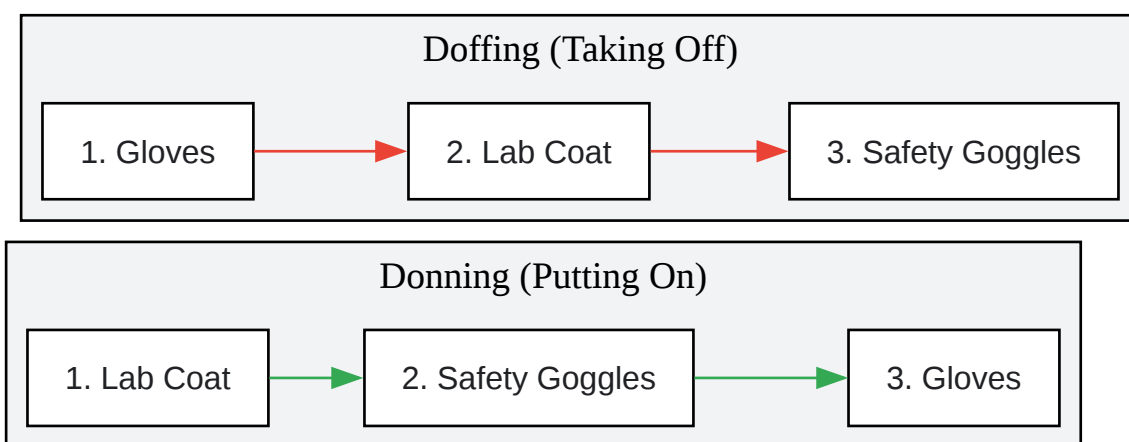 Doffing (Taking Off)
1. Gloves
2. Lab Coat
3. Safety Goggles
Donning (Putting On)
1. Lab Coat
2. Safety Goggles
3. Gloves